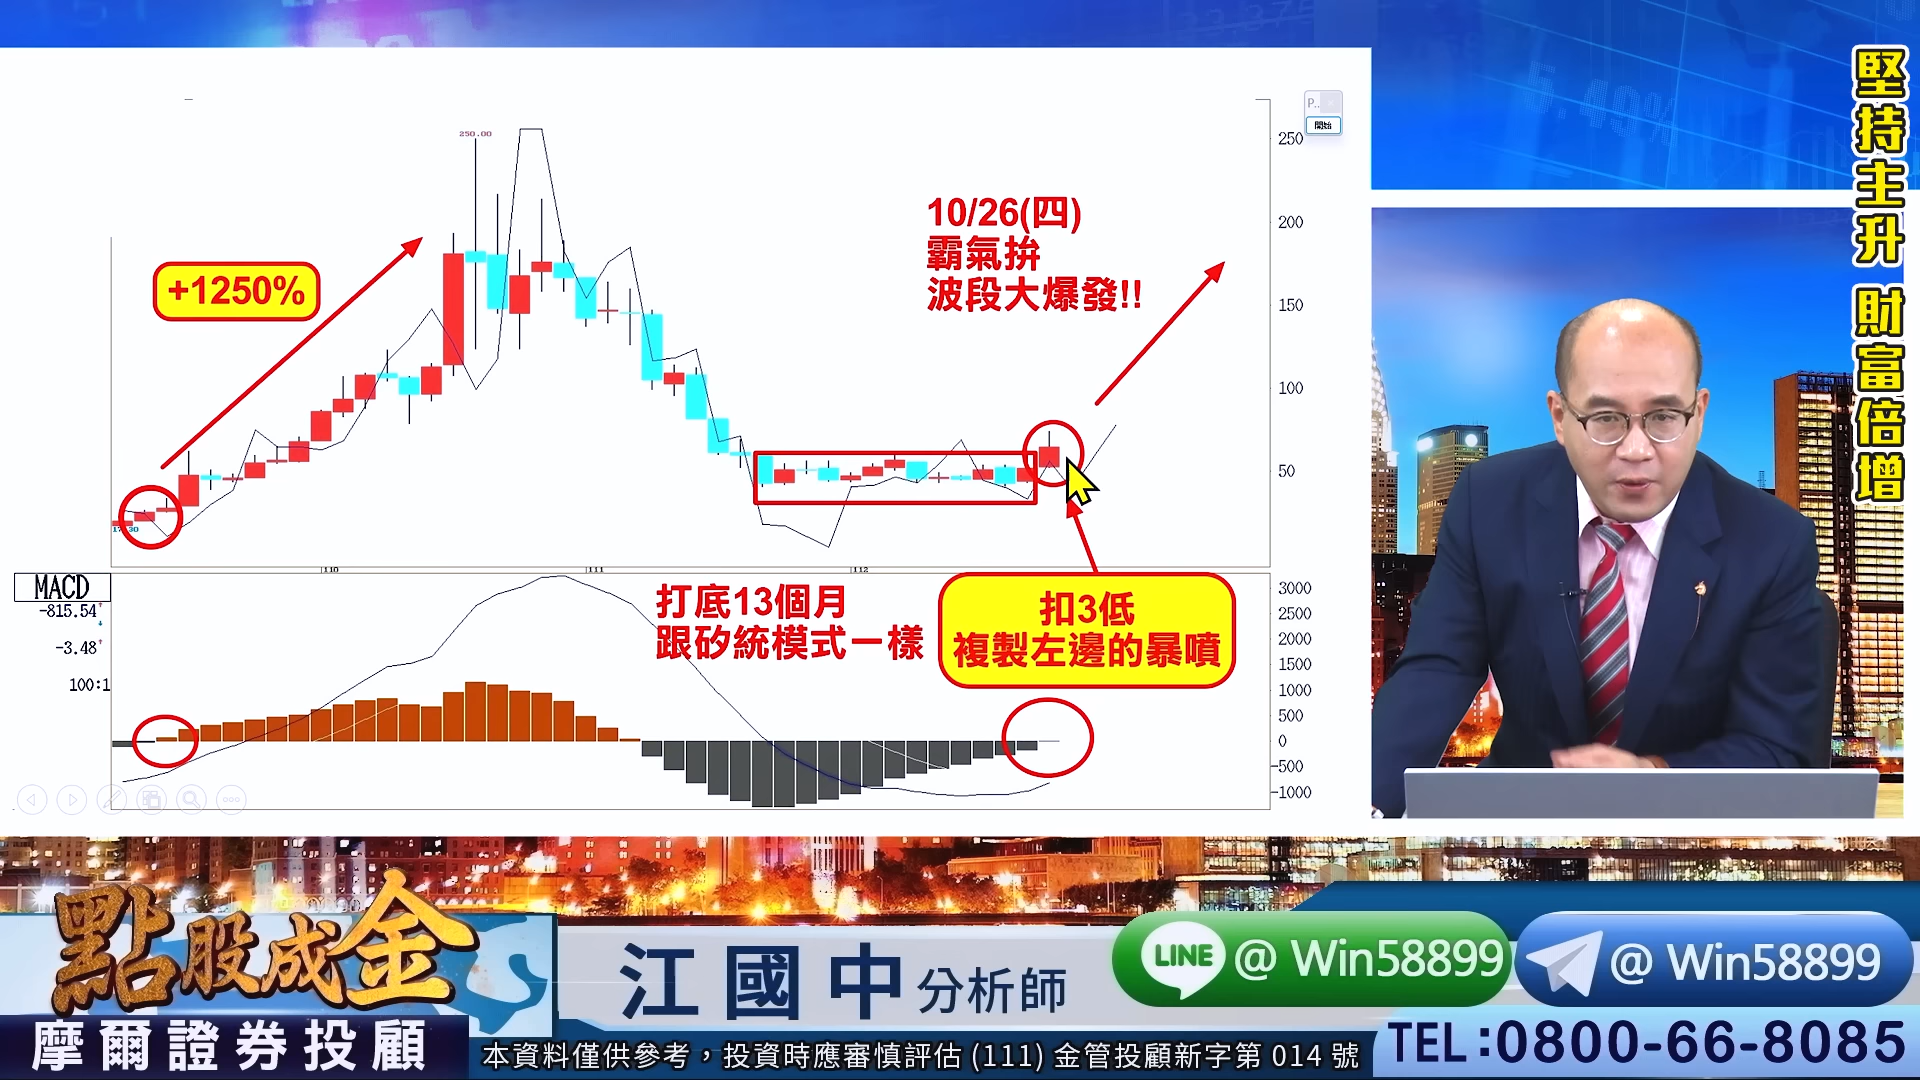 250.00
P..
開始
250
200
150
100
50
+1250%
10/26(四)
霸氣拚
波段大爆發!!
110
111
112
MACD
-815.54
-3.48
100:1
打底13個月
跟矽統模式一樣
扣3低
複製左邊的暴噴
3000
2500
2000
1500
1000
500
0
-500
-1000
堅持主升 財富倍增
點股成金
摩爾證券投顧
江國中 分析師
LINE @ Win58899
@ Win58899
TEL:0800-66-8085
本資料僅供參考，投資時應審慎評估 (111) 金管投顧新字第 014 號